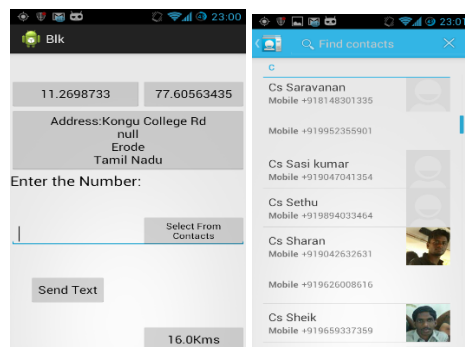 23:00
Blk
11.2698733
77.60563435
Address:Kongu College Rd
null
Erode
Tamil Nadu
Enter the Number:
Select From
Contacts
Send Text
16.0Kms
23:01
Find contacts
C
Cs Saravanan
Mobile +918148301335
Mobile +919952355901
Cs Sasi kumar
Mobile +919047041354
Cs Sethu
Mobile +919894033464
Cs Sharan
Mobile +919042632631
Mobile +919626008616
Cs Sheik
Mobile +919659337359